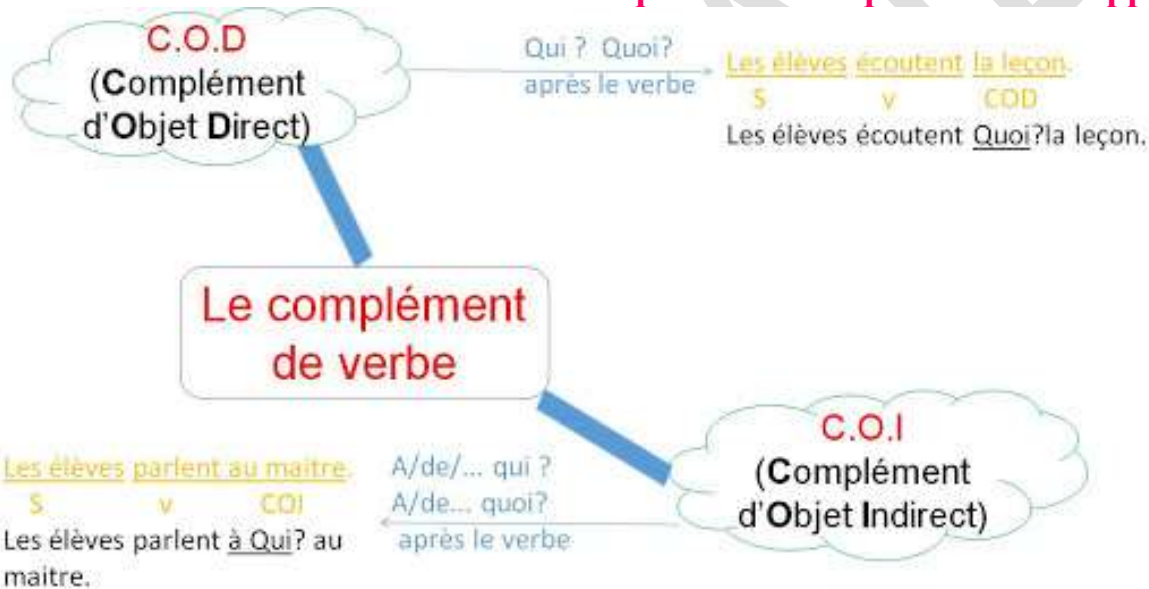 C.O.D
(Complément
d'Objet Direct)
Qui ? Quoi?
après le verbe
Les élèves écoutent la leçon.
S v COD
Les élèves écoutent Quoi?la leçon.
Le complément
de verbe
C.O.I
(Complément
d'Objet Indirect)
A/de/... qui ?
A/de... quoi?
après le verbe
Les élèves parlent au maitre.
S v COI
Les élèves parlent à Qui? au
maitre.